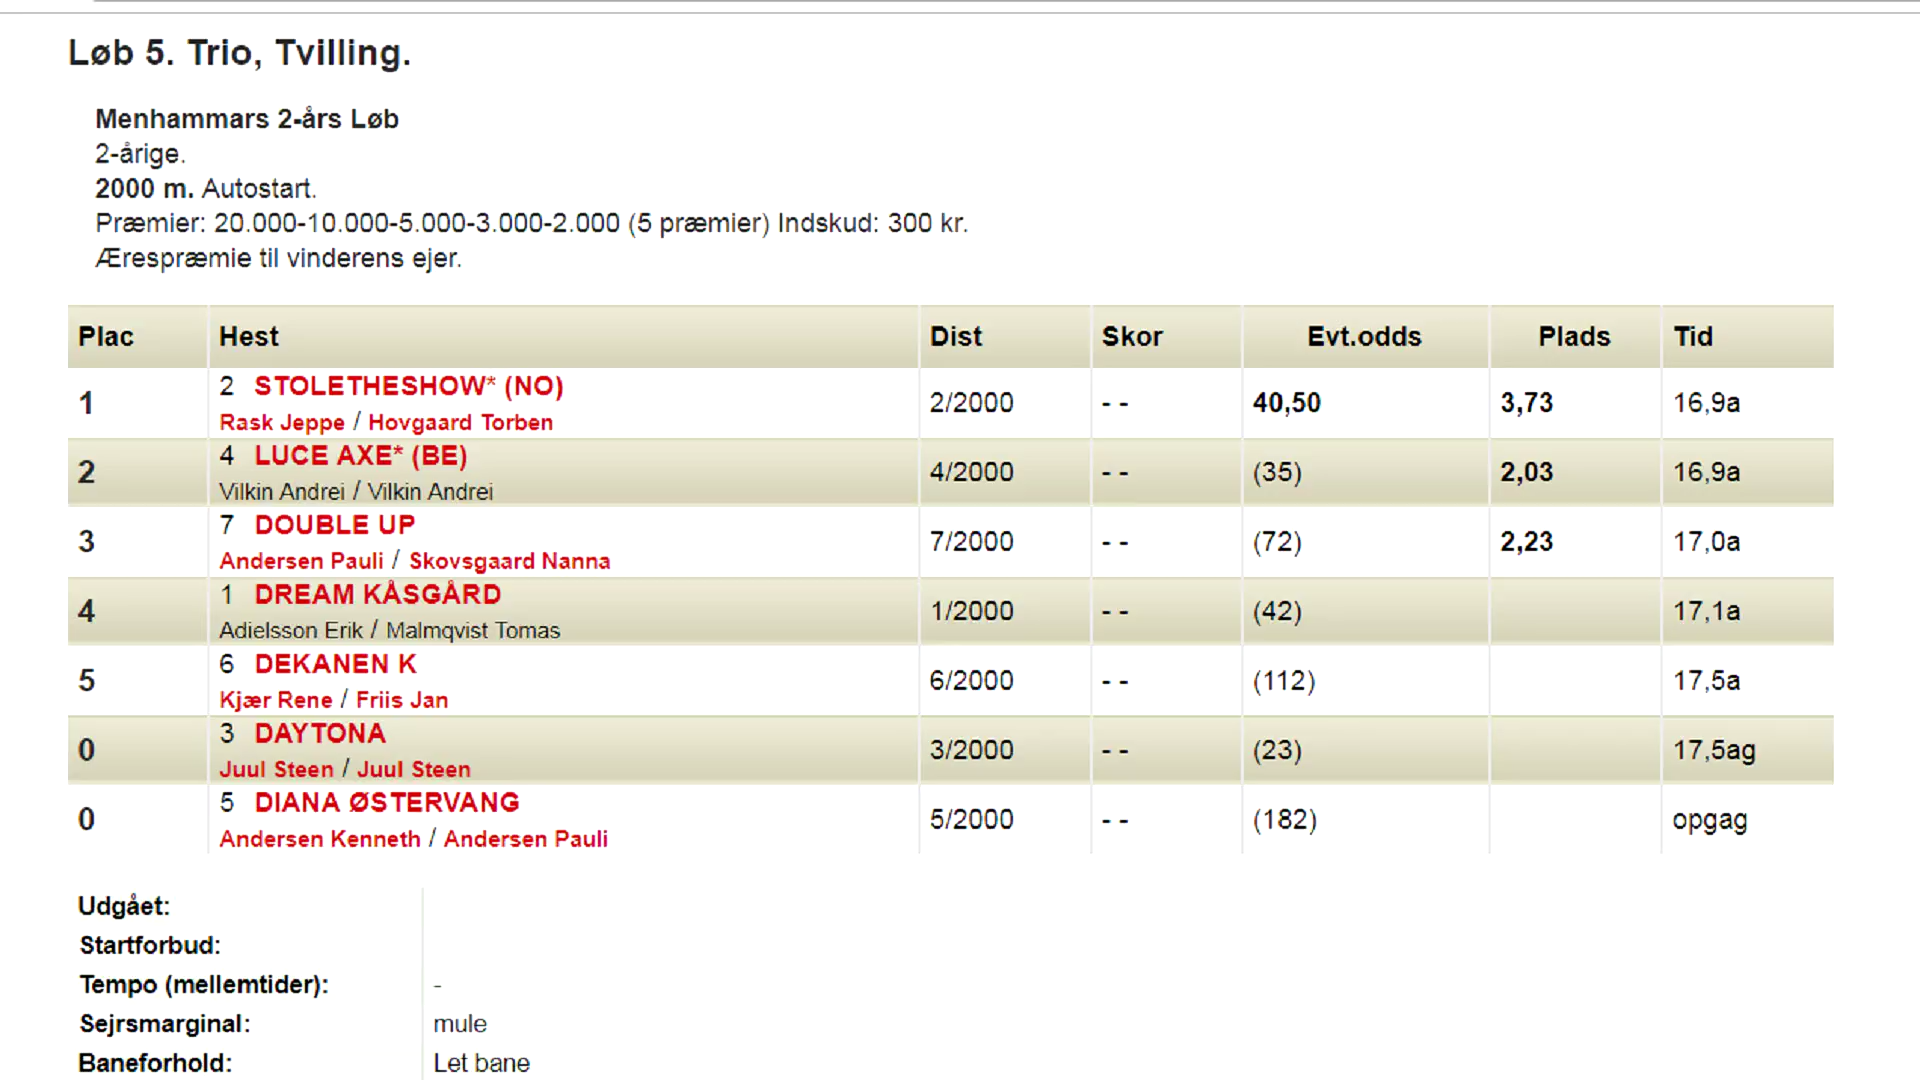 Løb 5. Trio, Tvilling.
Menhammars 2-års Løb
2-årige.
2000 m. Autostart.
Præmier: 20.000-10.000-5.000-3.000-2.000 (5 præmier) Indskud: 300 kr.
Ærespræmie til vinderens ejer.
Plac Hest Dist Skor Evt.odds Plads Tid
1 2 STOLETHESHOW* (NO) 2/2000 - - 40,50 3,73 16,9a
Rask Jeppe / Hovgaard Torben
2 4 LUCE AXE* (BE) 4/2000 - - (35) 2,03 16,9a
Vilkin Andrei / Vilkin Andrei
3 7 DOUBLE UP 7/2000 - - (72) 2,23 17,0a
Andersen Pauli / Skovsgaard Nanna
4 1 DREAM KÅSGÅRD 1/2000 - - (42) 17,1a
Adielsson Erik / Malmqvist Tomas
5 6 DEKANEN K 6/2000 - - (112) 17,5a
Kjær Rene / Friis Jan
0 3 DAYTONA 3/2000 - - (23) 17,5ag
Juul Steen / Juul Steen
0 5 DIANA ØSTERVANG 5/2000 - - (182) opgag
Andersen Kenneth / Andersen Pauli
Udgået:
Startforbud:
Tempo (mellemtider): -
Sejrsmarginal: mule
Baneforhold: Let bane